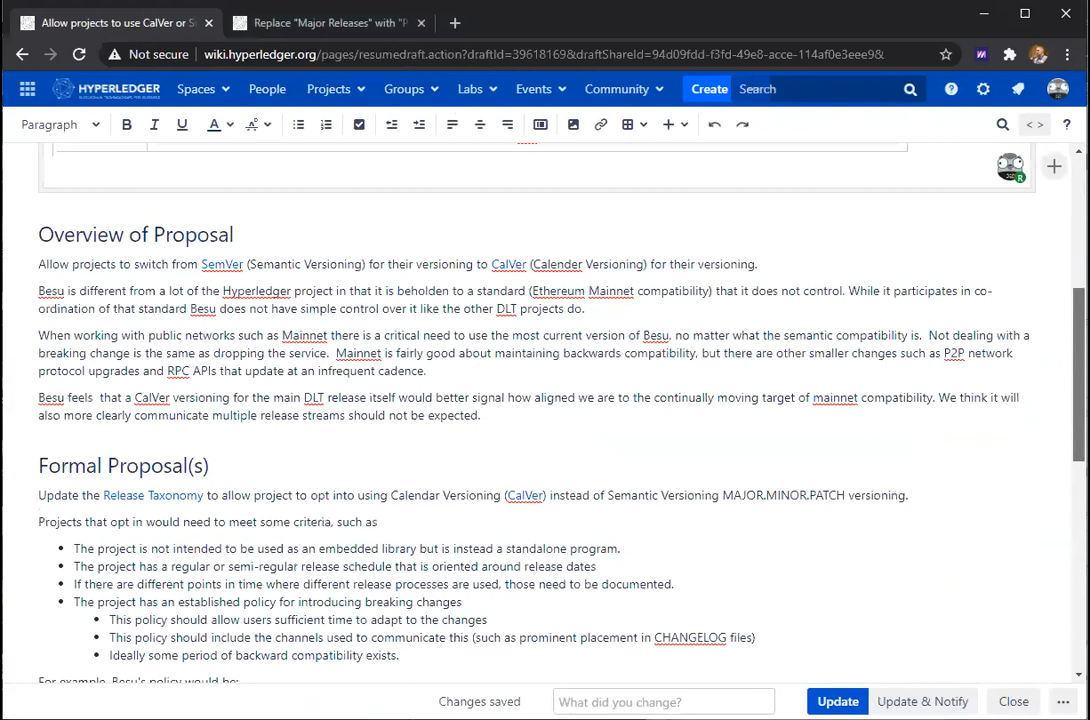 Allow projects to use CalVer or S
Replace "Major Releases" with "P
Not secure
wiki.hyperledger.org/pages/resumedraft.action?draftId=39618169&draftShareId=94d09fdd-f3fd-49e8-acce-114af0e3eee9&
HYPERLEDGER Spaces People Projects Groups Labs Events Community Create Search
Paragraph B I U A
Overview of Proposal
Allow projects to switch from SemVer (Semantic Versioning) for their versioning to CalVer (Calender Versioning) for their versioning.
Besu is different from a lot of the Hyperledger project in that it is beholden to a standard (Ethereum Mainnet compatibility) that it does not control. While it participates in co-
ordination of that standard Besu does not have simple control over it like the other DLT projects do.
When working with public networks such as Mainnet there is a critical need to use the most current version of Besu, no matter what the semantic compatibility is. Not dealing with a
breaking change is the same as dropping the service. Mainnet is fairly good about maintaining backwards compatibility, but there are other smaller changes such as P2P network
protocol upgrades and RPC APIs that update at an infrequent cadence.
Besu feels that a CalVer versioning for the main DLT release itself would better signal how aligned we are to the continually moving target of mainnet compatibility. We think it will
also more clearly communicate multiple release streams should not be expected.
Formal Proposal(s)
Update the Release Taxonomy to allow project to opt into using Calendar Versioning (CalVer) instead of Semantic Versioning MAJOR.MINOR.PATCH versioning.
Projects that opt in would need to meet some criteria, such as
The project is not intended to be used as an embedded library but is instead a standalone program.
The project has a regular or semi-regular release schedule that is oriented around release dates
If there are different points in time where different release processes are used, those need to be documented.
The project has an established policy for introducing breaking changes
This policy should allow users sufficient time to adapt to the changes
This policy should include the channels used to communicate this (such as prominent placement in CHANGELOG files)
Ideally some period of backward compatibility exists.
For example, Besu's policy would be:
Changes saved What did you change? Update Update & Notify Close